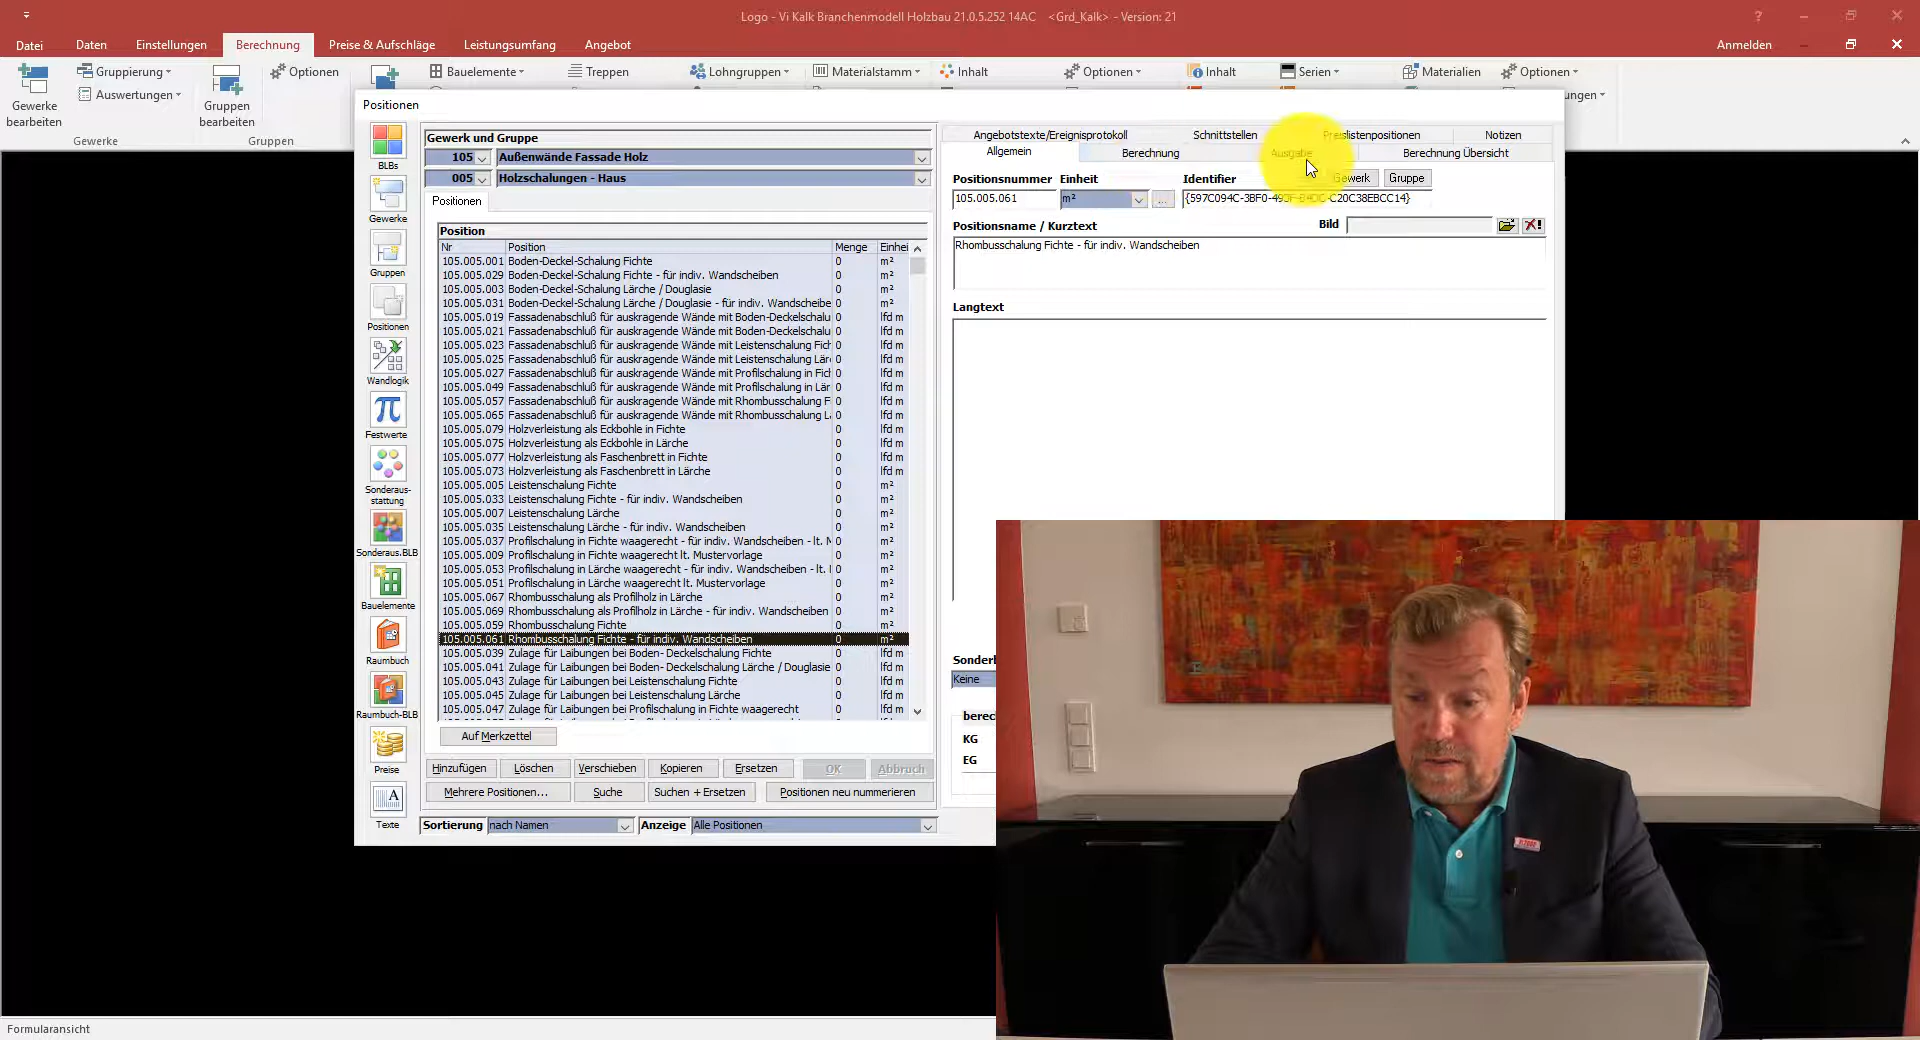 Logo - Vi Kalk Branchenmodell Holzbau 21.0.5.252 14AC <Grd_Kalk> - Version: 21
Datei Daten Einstellungen Berechnung Preise & Aufschläge Leistungsumfang Angebot Anmelden
Gruppierung Optionen Bauelemente Treppen Lohngruppen Materialstamm Inhalt Optionen Inhalt Serien Materialien Optionen
Auswertungen
Gewerke bearbeiten
Gruppen bearbeiten
Gewerke Gruppen
Positionen
BLBs
Gewerke
Gruppen
Positionen
Wandlogik
Festwerte
Sonderaus-
stattung
Sonderaus.BLB
Bauelemente
Raumbuch
Raumbuch-BLB
Preise
Texte
Gewerk und Gruppe
105 Außenwände Fassade Holz
005 Holzschalungen - Haus
Positionen
Position
Nr Position Menge Einhei
105.005.001 Boden-Deckel-Schalung Fichte 0 m²
105.005.029 Boden-Deckel-Schalung Fichte - für indiv. Wandscheiben 0 m²
105.005.003 Boden-Deckel-Schalung Lärche / Douglasie 0 m²
105.005.031 Boden-Deckel-Schalung Lärche / Douglasie - für indiv. Wandscheibe 0 m²
105.005.019 Fassadenabschluß für auskragende Wände mit Boden-Deckelschalu 0 lfd m
105.005.021 Fassadenabschluß für auskragende Wände mit Boden-Deckelschalu 0 lfd m
105.005.023 Fassadenabschluß für auskragende Wände mit Leistenschalung Fich 0 lfd m
105.005.025 Fassadenabschluß für auskragende Wände mit Leistenschalung Lär 0 lfd m
105.005.027 Fassadenabschluß für auskragende Wände mit Profilschalung in Fich 0 lfd m
105.005.049 Fassadenabschluß für auskragende Wände mit Profilschalung in Lär 0 lfd m
105.005.057 Fassadenabschluß für auskragende Wände mit Rhombusschalung F 0 lfd m
105.005.065 Fassadenabschluß für auskragende Wände mit Rhombusschalung L 0 lfd m
105.005.079 Holzverleistung als Eckbohle in Fichte 0 lfd m
105.005.075 Holzverleistung als Eckbohle in Lärche 0 lfd m
105.005.077 Holzverleistung als Faschenbrett in Fichte 0 lfd m
105.005.073 Holzverleistung als Faschenbrett in Lärche 0 lfd m
105.005.005 Leistenschalung Fichte 0 m²
105.005.033 Leistenschalung Fichte - für indiv. Wandscheiben 0 m²
105.005.007 Leistenschalung Lärche 0 m²
105.005.035 Leistenschalung Lärche - für indiv. Wandscheiben 0 m²
105.005.037 Profilschalung in Fichte waagerecht - für indiv. Wandscheiben - lt. M 0 m²
105.005.009 Profilschalung in Fichte waagerecht lt. Mustervorlage 0 m²
105.005.053 Profilschalung in Lärche waagerecht - für indiv. Wandscheiben - lt. 0 m²
105.005.051 Profilschalung in Lärche waagerecht lt. Mustervorlage 0 m²
105.005.067 Rhombusschalung als Profilholz in Lärche 0 m²
105.005.069 Rhombusschalung als Profilholz in Lärche - für indiv. Wandscheiben 0 m²
105.005.059 Rhombusschalung Fichte 0 m²
105.005.061 Rhombusschalung Fichte - für indiv. Wandscheiben 0 m²
105.005.039 Zulage für Laibungen bei Boden- Deckelschalung Fichte 0 lfd m
105.005.041 Zulage für Laibungen bei Boden- Deckelschalung Lärche / Douglasie 0 lfd m
105.005.043 Zulage für Laibungen bei Leistenschalung Fichte 0 lfd m
105.005.045 Zulage für Laibungen bei Leistenschalung Lärche 0 lfd m
105.005.047 Zulage für Laibungen bei Profilschalung in Fichte waagerecht 0 lfd m
Auf Merkzettel
Hinzufügen Löschen Verschieben Kopieren Ersetzen OK Abbruch
Mehrere Positionen... Suche Suchen + Ersetzen Positionen neu nummerieren
Sortierung nach Namen Anzeige Alle Positionen
Angebotstexte/Ereignisprotokoll Schnittstellen Preislistenpositionen Notizen
Allgemein Berechnung Ausgabe Berechnung Übersicht
Positionsnummer Einheit Identifier Gewerk Gruppe
105.005.061 m² ...
Positionsname / Kurztext Bild
Rhombusschalung Fichte - für indiv. Wandscheiben
Langtext
Keine
KG
EG
Formularansicht